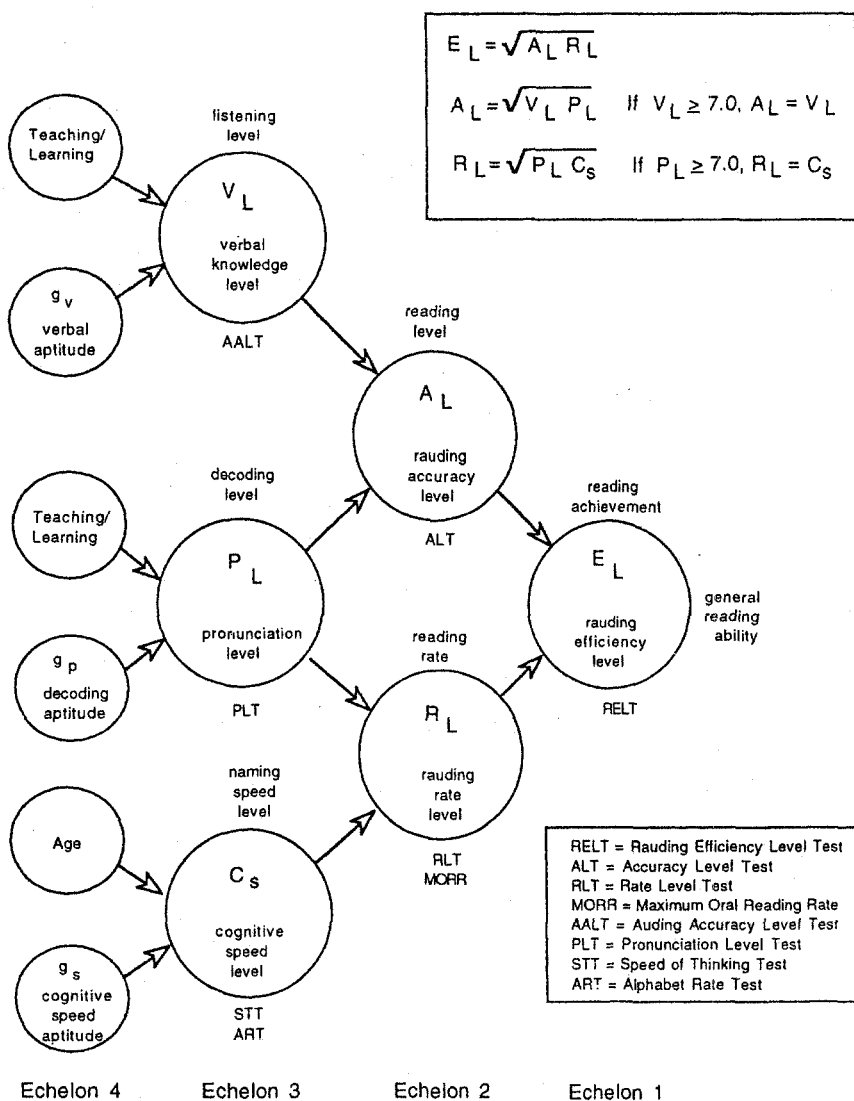 E L = √ A L R L
A L = √ V L P L If V L ≥ 7.0, A L = V L
R L = √ P L C s If P L ≥ 7.0, R L = C s
Teaching/
Learning
g v
verbal
aptitude
listening
level
V L
verbal
knowledge
level
AALT
reading
level
A L
rauding
accuracy
level
ALT
Teaching/
Learning
g p
decoding
aptitude
decoding
level
P L
pronunciation
level
PLT
reading
achievement
E L
rauding
efficiency
level
RELT
general
reading
ability
reading
rate
R L
rauding
rate
level
RLT
MORR
Age
g s
cognitive
speed
aptitude
naming
speed
level
C s
cognitive
speed
level
STT
ART
RELT = Rauding Efficiency Level Test
ALT = Accuracy Level Test
RLT = Rate Level Test
MORR = Maximum Oral Reading Rate
AALT = Auding Accuracy Level Test
PLT = Pronunciation Level Test
STT = Speed of Thinking Test
ART = Alphabet Rate Test
Echelon 4 Echelon 3 Echelon 2 Echelon 1